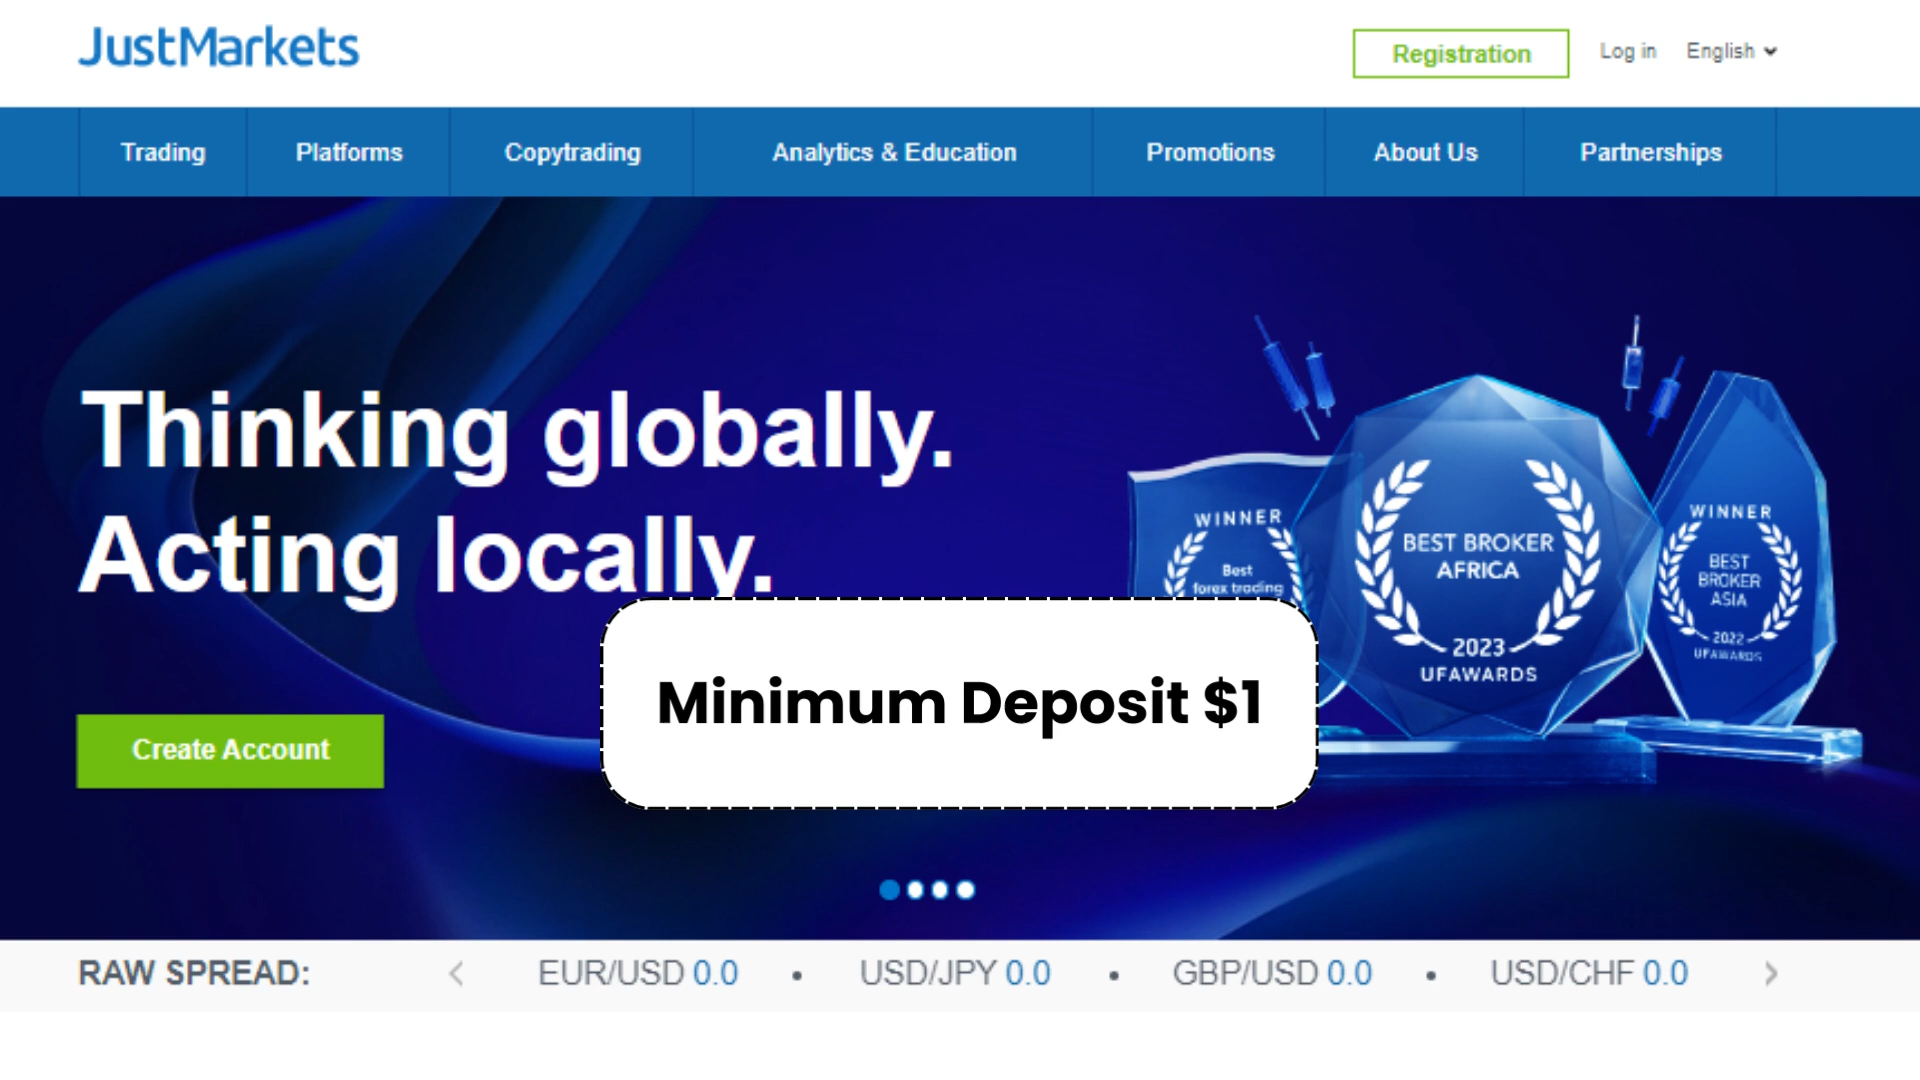 JustMarkets
Registration
Log in
English
Trading
Platforms
Copytrading
Analytics & Education
Promotions
About Us
Partnerships
Thinking globally.
Acting locally.
Create Account
WINNER
Best
forex trading
BEST BROKER
AFRICA
2023
UFAWARDS
WINNER
BEST
BROKER
ASIA
2022
UFAWARDS
Minimum Deposit $1
RAW SPREAD:
EUR/USD 0.0 • USD/JPY 0.0 • GBP/USD 0.0 • USD/CHF 0.0